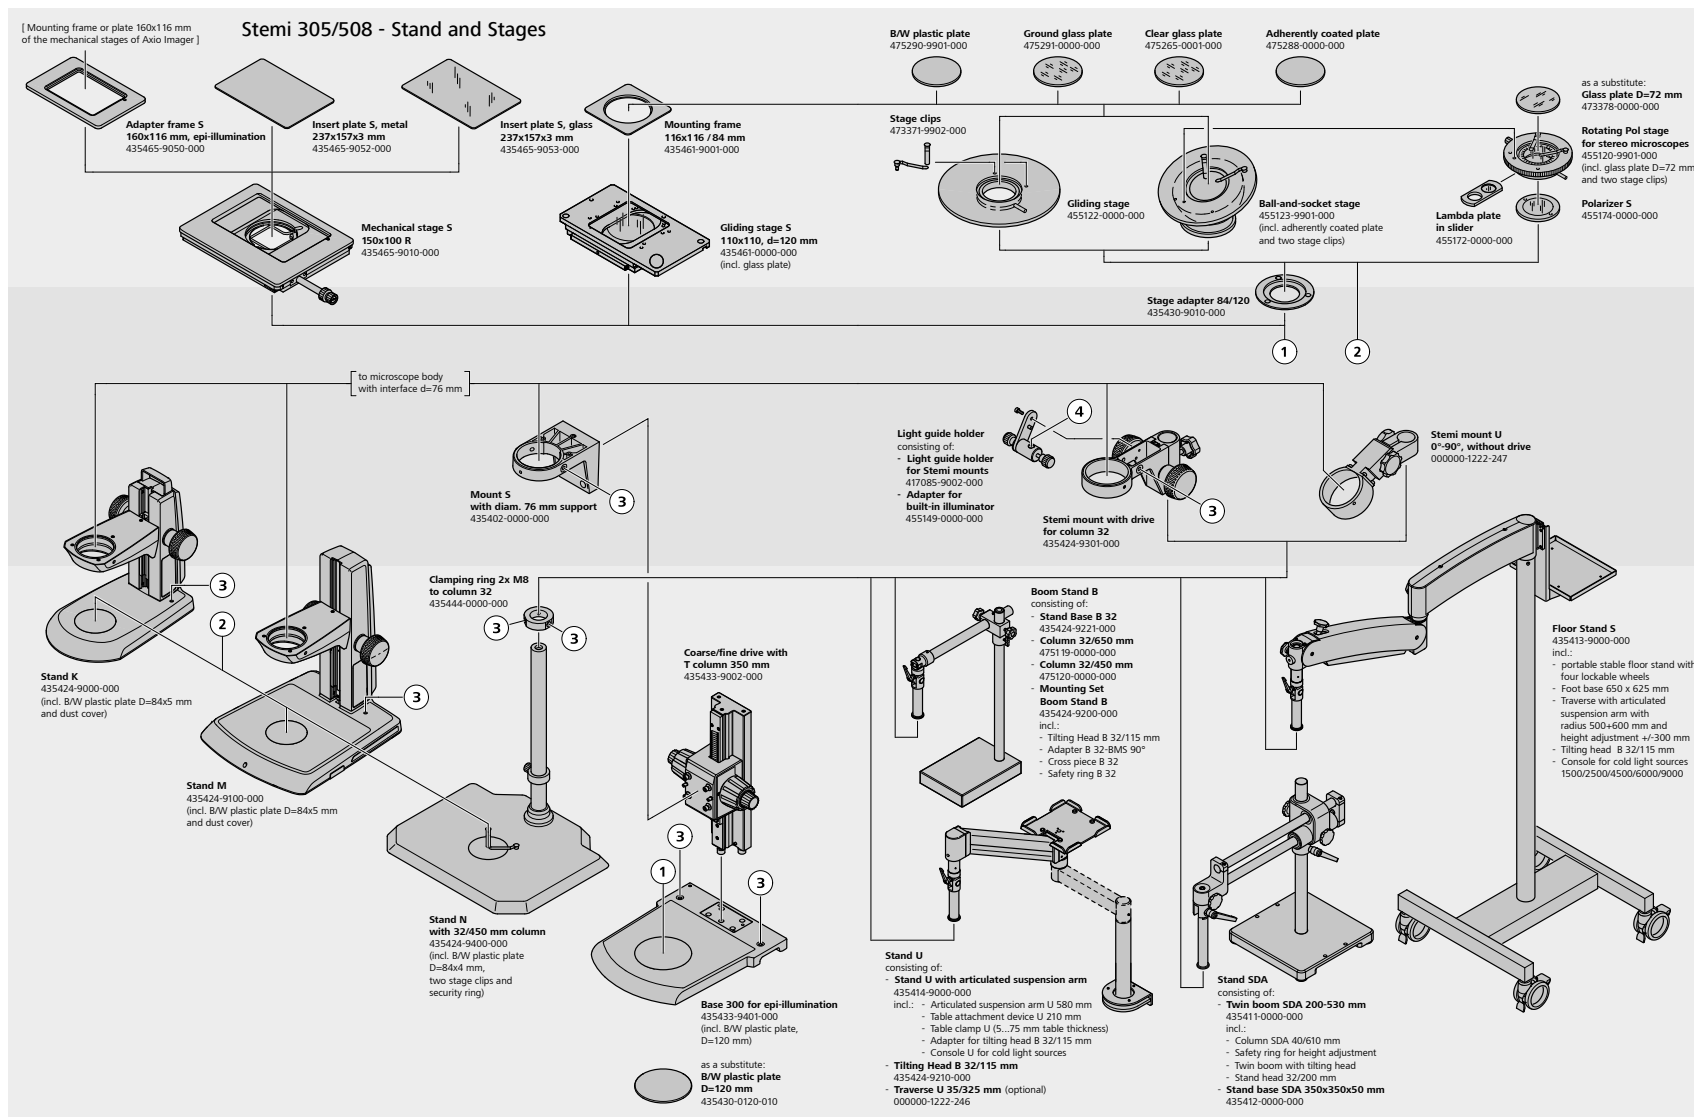 [ Mounting frame or plate 160x116 mm
of the mechanical stages of Axio Imager ]
Stemi 305/508 - Stand and Stages
B/W plastic plate
475290-9901-000
Ground glass plate
475291-0000-000
Clear glass plate
475265-0001-000
Adherently coated plate
475288-0000-000
as a substitute:
Glass plate D=72 mm
473378-0000-000
Adapter frame S
160x116 mm, epi-illumination
435465-9050-000
Insert plate S, metal
237x157x3 mm
435465-9052-000
Insert plate S, glass
237x157x3 mm
435465-9053-000
Mounting frame
116x116 / 84 mm
435461-9001-000
Stage clips
473371-9902-000
Rotating Pol stage
for stereo microscopes
455120-9901-000
(incl. glass plate D=72 mm
and two stage clips)
Mechanical stage S
150x100 R
435465-9010-000
Gliding stage S
110x110, d=120 mm
435461-0000-000
(incl. glass plate)
Gliding stage
455122-0000-000
Ball-and-socket stage
455123-9901-000
(incl. adherently coated plate
and two stage clips)
Lambda plate
in slider
455172-0000-000
Polarizer S
455174-0000-000
Stage adapter 84/120
435430-9010-000
1
2
to microscope body
with interface d=76 mm
Mount S
with diam. 76 mm support
435402-0000-000
3
Light guide holder
consisting of:
- Light guide holder
for Stemi mounts
417085-9002-000
- Adapter for
built-in illuminator
455149-0000-000
4
Stemi mount with drive
for column 32
435424-9301-000
3
Stemi mount U
0°-90°, without drive
000000-1222-247
3
2
Stand K
435424-9000-000
(incl. B/W plastic plate D=84x5 mm
and dust cover)
3
Stand M
435424-9100-000
(incl. B/W plastic plate D=84x5 mm
and dust cover)
Clamping ring 2x M8
to column 32
435444-0000-000
3
3
Stand N
with 32/450 mm column
435424-9400-000
(incl. B/W plastic plate
D=84x4 mm,
two stage clips and
security ring)
Coarse/fine drive with
T column 350 mm
435433-9002-000
3
1
3
Base 300 for epi-illumination
435433-9401-000
(incl. B/W plastic plate,
D=120 mm)
as a substitute:
B/W plastic plate
D=120 mm
435430-0120-010
Boom Stand B
consisting of:
- Stand Base B 32
435424-9221-000
- Column 32/650 mm
475119-0000-000
- Column 32/450 mm
475120-0000-000
- Mounting Set
Boom Stand B
435424-9200-000
incl.:
- Tilting Head B 32/115 mm
- Adapter B 32-BMS 90°
- Cross piece B 32
- Safety ring B 32
Stand U
consisting of:
- Stand U with articulated suspension arm
435414-9000-000
incl.: - Articulated suspension arm U 580 mm
- Table attachment device U 210 mm
- Table clamp U (5...75 mm table thickness)
- Adapter for tilting head B 32/115 mm
- Console U for cold light sources
- Tilting Head B 32/115 mm
435424-9210-000
- Traverse U 35/325 mm (optional)
000000-1222-246
Stand SDA
consisting of:
- Twin boom SDA 200-530 mm
435411-0000-000
incl.:
- Column SDA 40/610 mm
- Safety ring for height adjustment
- Twin boom with tilting head
- Stand head 32/200 mm
- Stand base SDA 350x350x50 mm
435412-0000-000
Floor Stand S
435413-9000-000
incl.:
- portable stable floor stand with
four lockable wheels
- Foot base 650 x 625 mm
- Traverse with articulated
suspension arm with
radius 500+600 mm and
height adjustment +/-300 mm
- Tilting head B 32/115 mm
- Console for cold light sources
1500/2500/4500/6000/9000